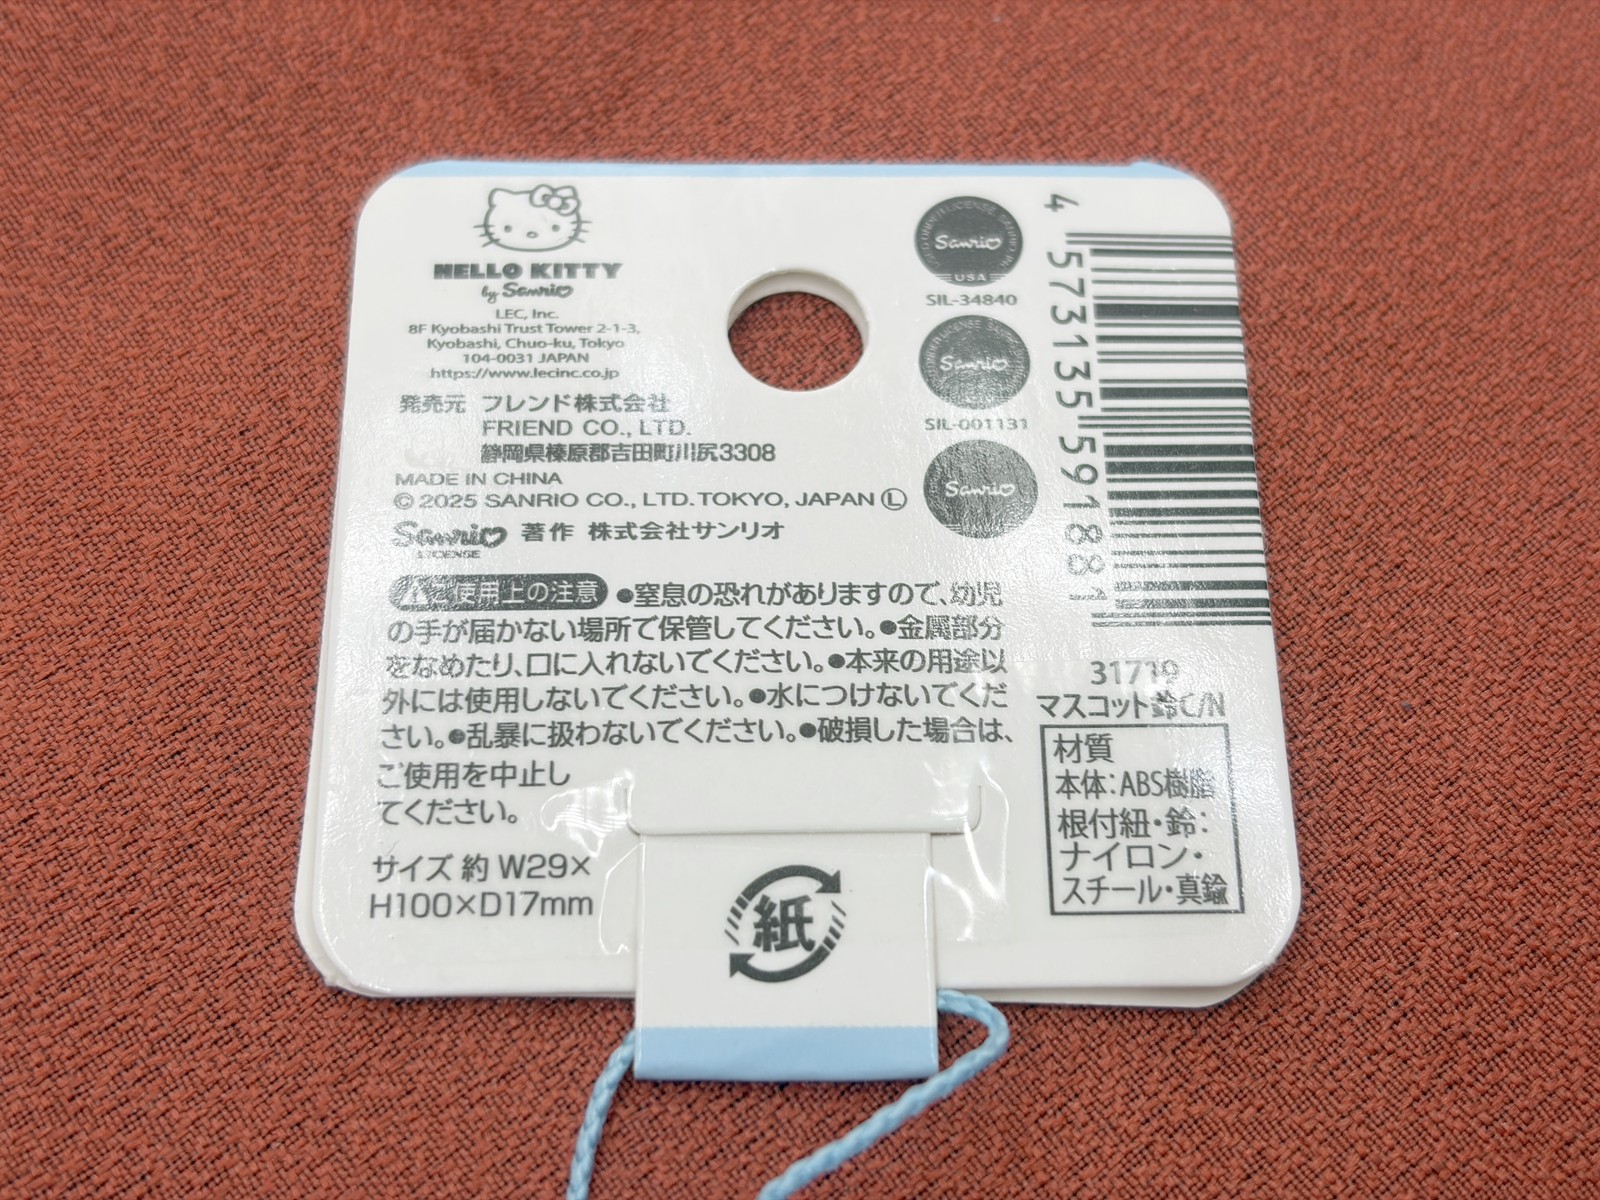 HELLO KITTY
by Sanrio
LEC, Inc.
8F Kyobashi Trust Tower 2-1-3,
Kyobashi, Chuo-ku, Tokyo
104-0031 JAPAN
https://www.lecinc.co.jp
発売元 フレンド株式会社
FRIEND CO., LTD.
静岡県榛原郡吉田町川尻3308
MADE IN CHINA
© 2025 SANRIO CO., LTD. TOKYO, JAPAN Ⓛ
Sanrio 著作 株式会社サンリオ
LICENSE
ご使用上の注意 ●窒息の恐れがありますので、幼児
の手が届かない場所で保管してください。●金属部分
をなめたり、口に入れないでください。●本来の用途以
外には使用しないでください。●水につけないでくだ
さい。●乱暴に扱わないでください。●破損した場合は、
ご使用を中止し
てください。
サイズ 約 W29×
H100×D17mm
紙
Sanrio
USA
SIL-34840
Sanrio
SIL-001131
Sanrio
4 573135 591881
31719
マスコット鈴C/N
材質
本体：ABS樹脂
根付紐・鈴：
ナイロン・
スチール・真鍮